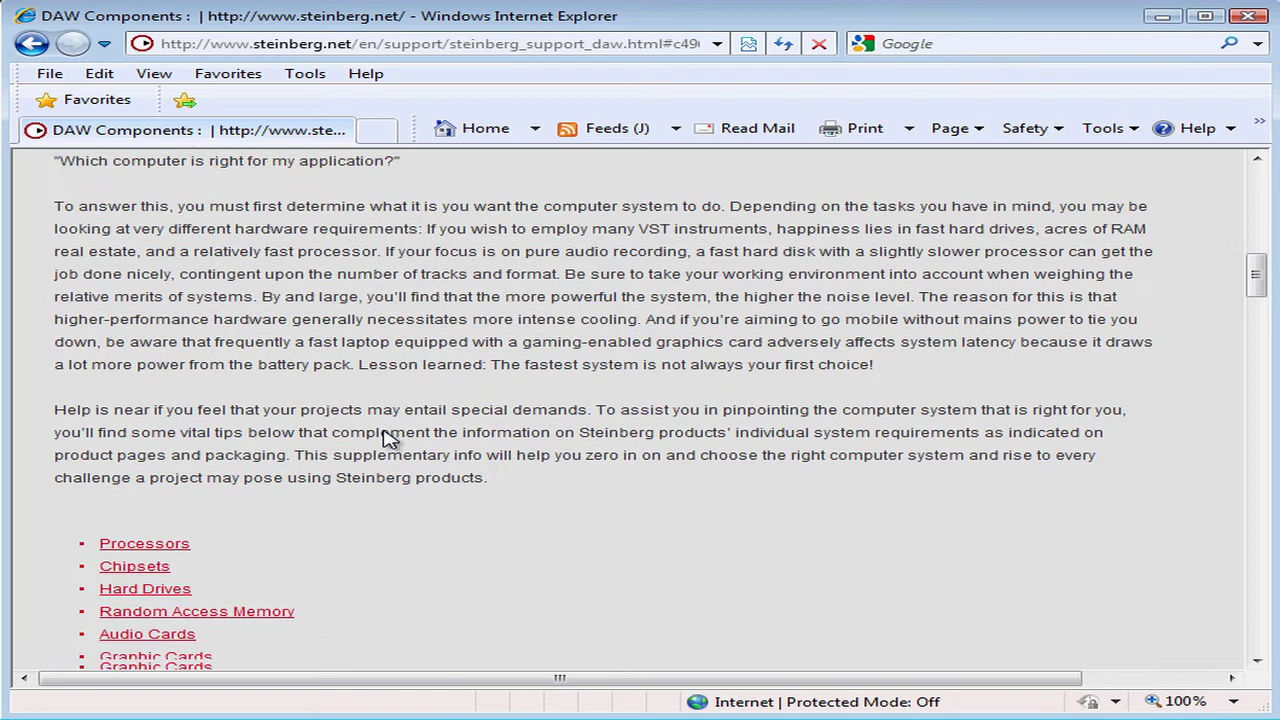 DAW Components : | http://www.steinberg.net/ - Windows Internet Explorer
http://www.steinberg.net/en/support/steinberg_support_daw.html#c490
Google
File Edit View Favorites Tools Help
Favorites
DAW Components : | http://www.ste...
Home Feeds (J) Read Mail Print Page Safety Tools Help »
"Which computer is right for my application?"
To answer this, you must first determine what it is you want the computer system to do. Depending on the tasks you have in mind, you may be
looking at very different hardware requirements: If you wish to employ many VST instruments, happiness lies in fast hard drives, acres of RAM
real estate, and a relatively fast processor. If your focus is on pure audio recording, a fast hard disk with a slightly slower processor can get the
job done nicely, contingent upon the number of tracks and format. Be sure to take your working environment into account when weighing the
relative merits of systems. By and large, you’ll find that the more powerful the system, the higher the noise level. The reason for this is that
higher-performance hardware generally necessitates more intense cooling. And if you’re aiming to go mobile without mains power to tie you
down, be aware that frequently a fast laptop equipped with a gaming-enabled graphics card adversely affects system latency because it draws
a lot more power from the battery pack. Lesson learned: The fastest system is not always your first choice!
Help is near if you feel that your projects may entail special demands. To assist you in pinpointing the computer system that is right for you,
you’ll find some vital tips below that complement the information on Steinberg products’ individual system requirements as indicated on
product pages and packaging. This supplementary info will help you zero in on and choose the right computer system and rise to every
challenge a project may pose using Steinberg products.
Processors
Chipsets
Hard Drives
Random Access Memory
Audio Cards
Graphic Cards
Graphic Cards
Internet | Protected Mode: Off
100%